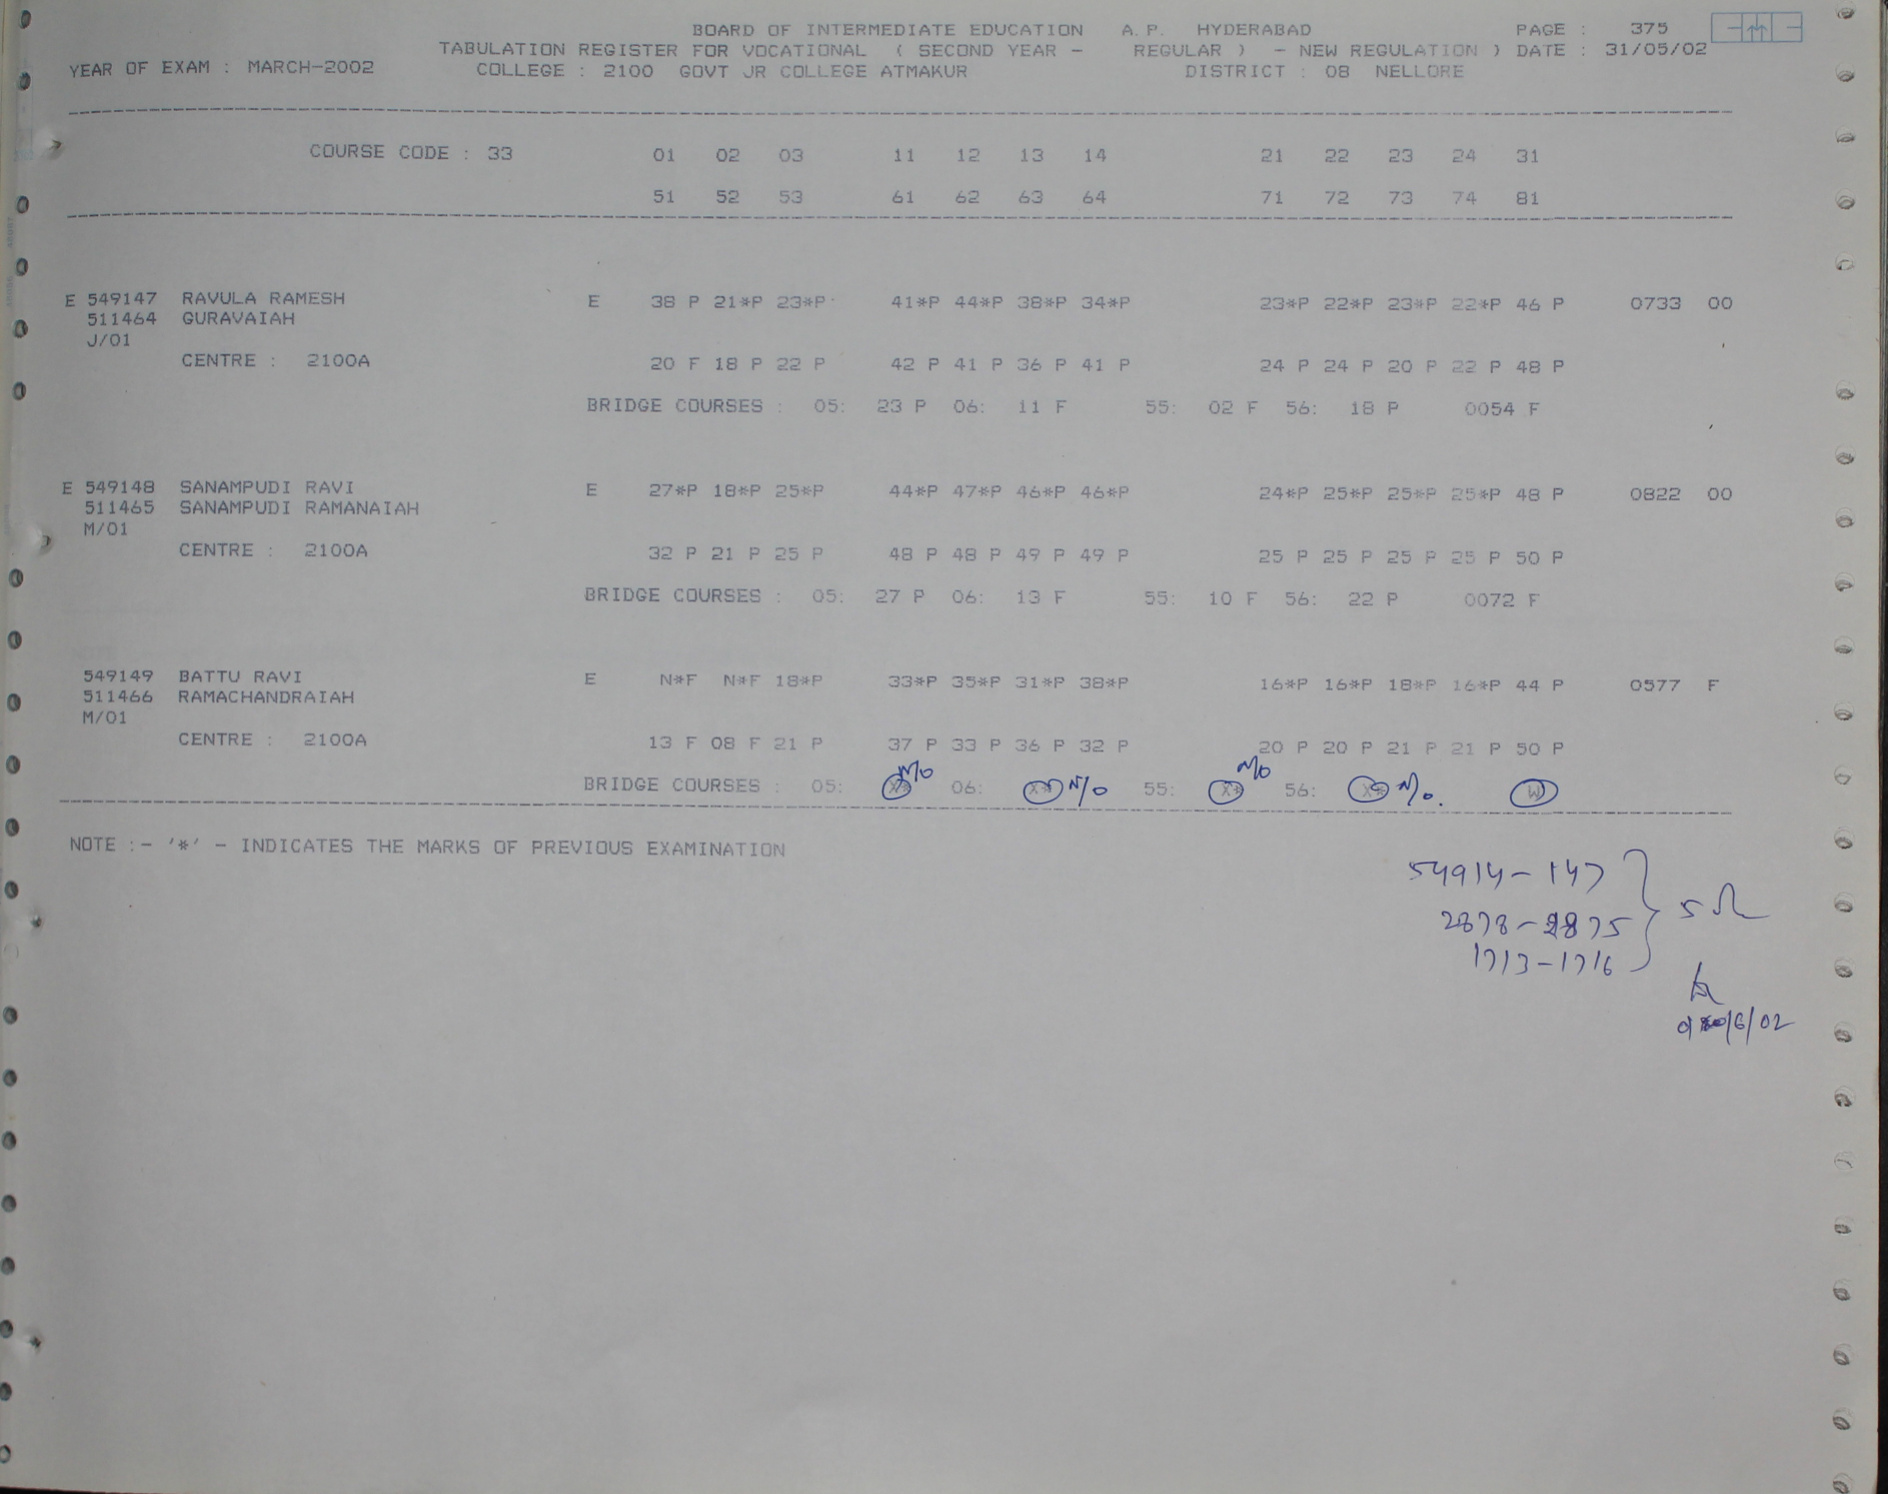 BOARD OF INTERMEDIATE EDUCATION A.P. HYDERABAD PAGE : 375
TABULATION REGISTER FOR VOCATIONAL ( SECOND YEAR - REGULAR ) - NEW REGULATION ) DATE : 31/05/02
YEAR OF EXAM : MARCH-2002 COLLEGE : 2100 GOVT JR COLLEGE ATMAKUR DISTRICT : 08 NELLORE
COURSE CODE : 33 01 02 03 11 12 13 14 21 22 23 24 31
51 52 53 61 62 63 64 71 72 73 74 81
E 549147 RAVULA RAMESH E 38 P 21*P 23*P 41*P 44*P 38*P 34*P 23*P 22*P 23*P 22*P 46 P 0733 00
511464 GURAVAIAH
J/01
CENTRE : 2100A 20 F 18 P 22 P 42 P 41 P 36 P 41 P 24 P 24 P 20 P 22 P 48 P
BRIDGE COURSES : 05: 23 P 06: 11 F 55: 02 F 56: 18 P 0054 F
E 549148 SANAMPUDI RAVI E 27*P 18*P 25*P 44*P 47*P 46*P 46*P 24*P 25*P 25*P 25*P 48 P 0822 00
511465 SANAMPUDI RAMANAIAH
M/01
CENTRE : 2100A 32 P 21 P 25 P 48 P 48 P 49 P 49 P 25 P 25 P 25 P 25 P 50 P
BRIDGE COURSES : 05: 27 P 06: 13 F 55: 10 F 56: 22 P 0072 F
549149 BATTU RAVI E N*F N*F 18*P 33*P 35*P 31*P 38*P 16*P 16*P 18*P 16*P 44 P 0577 F
511466 RAMACHANDRAIAH
M/01
CENTRE : 2100A 13 F 08 F 21 P 37 P 33 P 36 P 32 P 20 P 20 P 21 P 21 P 50 P
BRIDGE COURSES : 05: X* N/o 06: X* N/o 55: X* N/o 56: X* N/o. W
NOTE :- '*' - INDICATES THE MARKS OF PREVIOUS EXAMINATION
54914-147
2878-2875
1713-1716
/6/02